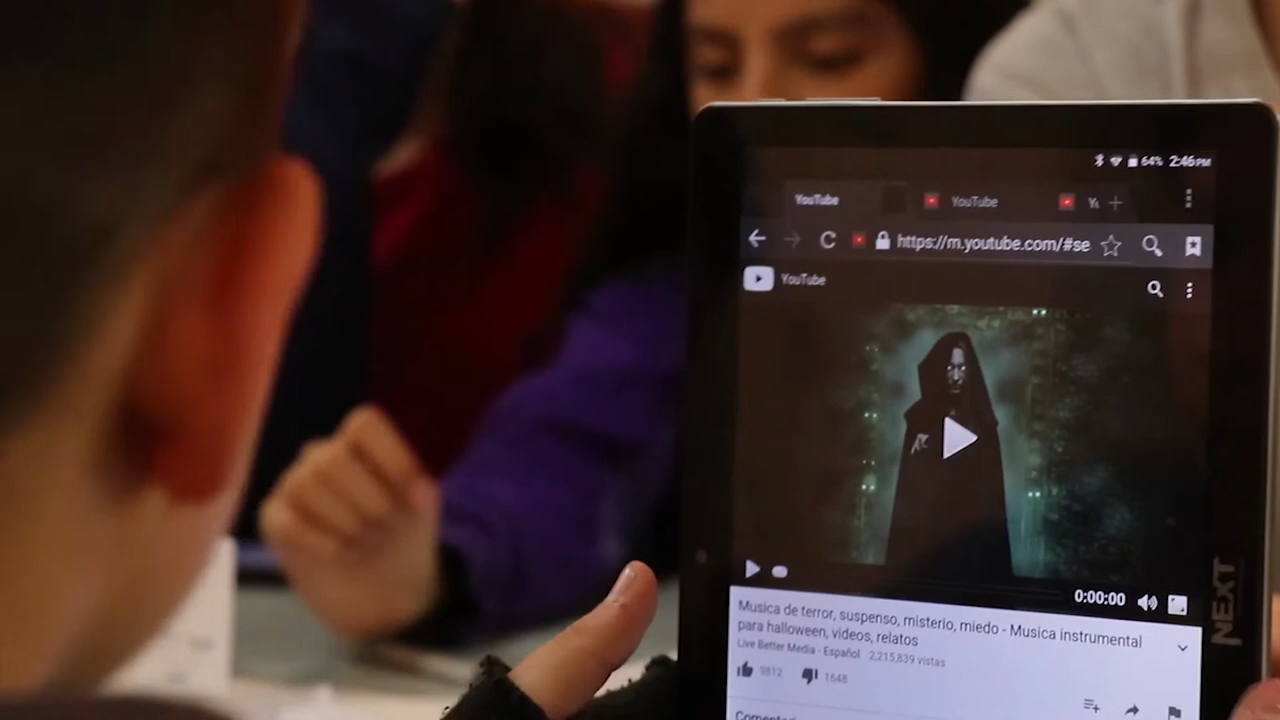 64% 2:46PM
YouTube YouTube
https://m.youtube.com/#se
YouTube
0:00:00
Musica de terror, suspenso, misterio, miedo - Musica instrumental
para halloween, videos, relatos
Live Better Media - Español 2,215,839 vistas
9812 1648
NEXT